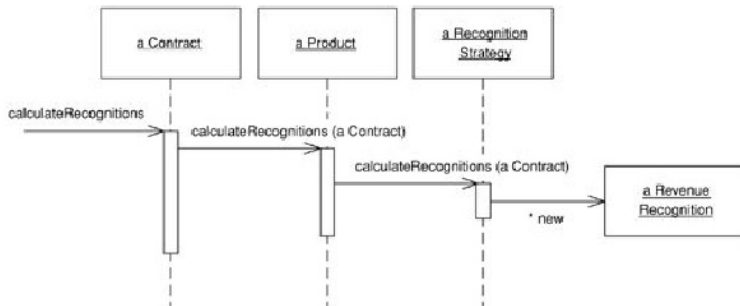 a Contract
a Product
a Recognition
Strategy
calculateRecognitions
calculateRecognitions (a Contract)
calculateRecognitions (a Contract)
* new
a Revenue
Recognition